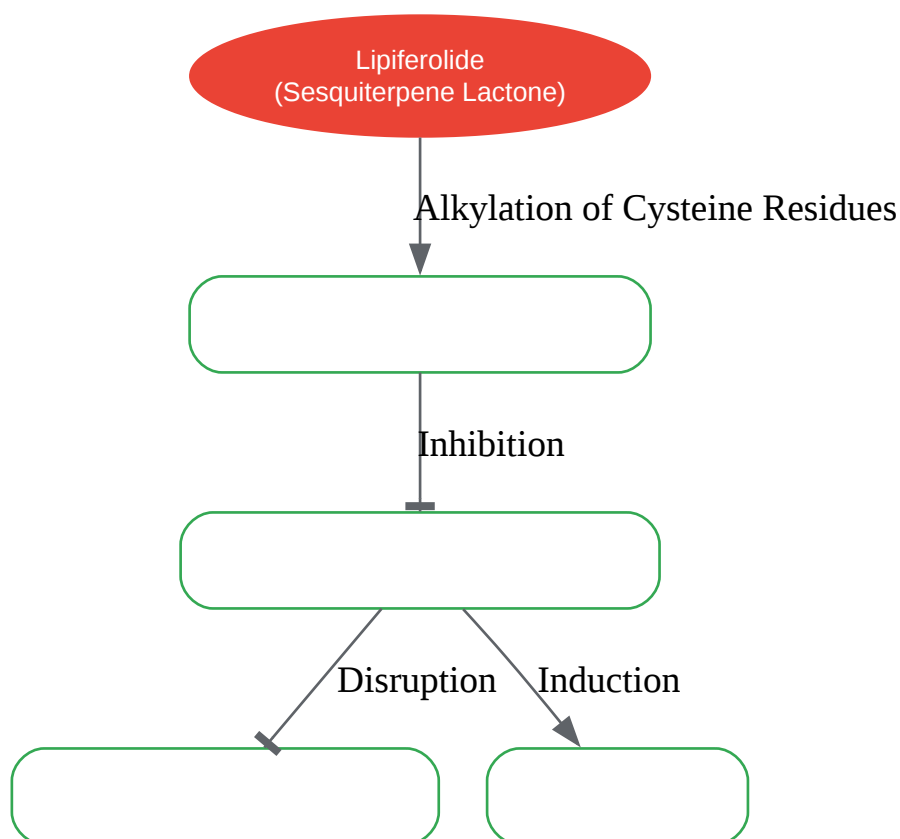 Lipiferolide
(Sesquiterpene Lactone)
Alkylation of Cysteine Residues
Inhibition
Disruption
Induction